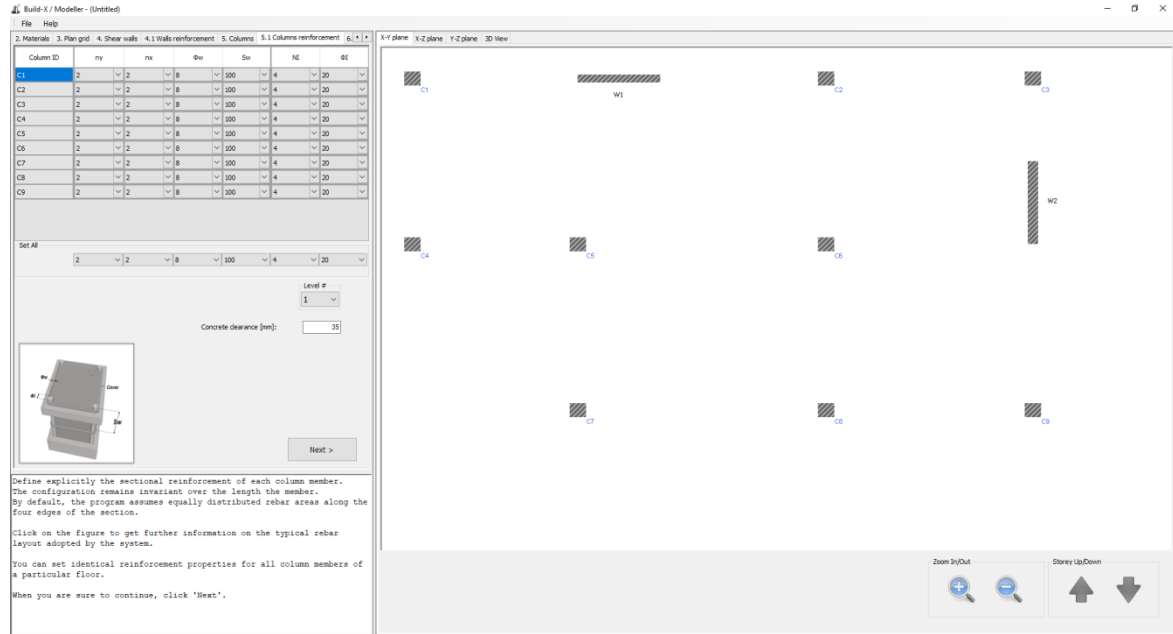 Build-X / Modeller - (Untitled)
File Help
2. Materials 3. Plan grid 4. Shear walls 4.1 Walls reinforcement 5. Columns 5.1 Columns reinforcement 6.
X-Y plane X-Z plane Y-Z plane 3D View
Column ID ny nx Φw Sw Nl Φl
C1 2 2 8 100 4 20
C2 2 2 8 100 4 20
C3 2 2 8 100 4 20
C4 2 2 8 100 4 20
C5 2 2 8 100 4 20
C6 2 2 8 100 4 20
C7 2 2 8 100 4 20
C8 2 2 8 100 4 20
C9 2 2 8 100 4 20
Set All
2 2 8 100 4 20
Level #
1
Concrete clearance [mm]: 35
Φw
Cover
Φl
Sw
Next >
Define explicitly the sectional reinforcement of each column member.
The configuration remains invariant over the length the member.
By default, the program assumes equally distributed rebar areas along the
four edges of the section.
Click on the figure to get further information on the typical rebar
layout adopted by the system.
You can set identical reinforcement properties for all column members of
a particular floor.
When you are sure to continue, click 'Next'.
C1 W1 C2 C3
W2
C4 C5 C6
C7 C8 C9
Zoom In/Out
Storey Up/Down